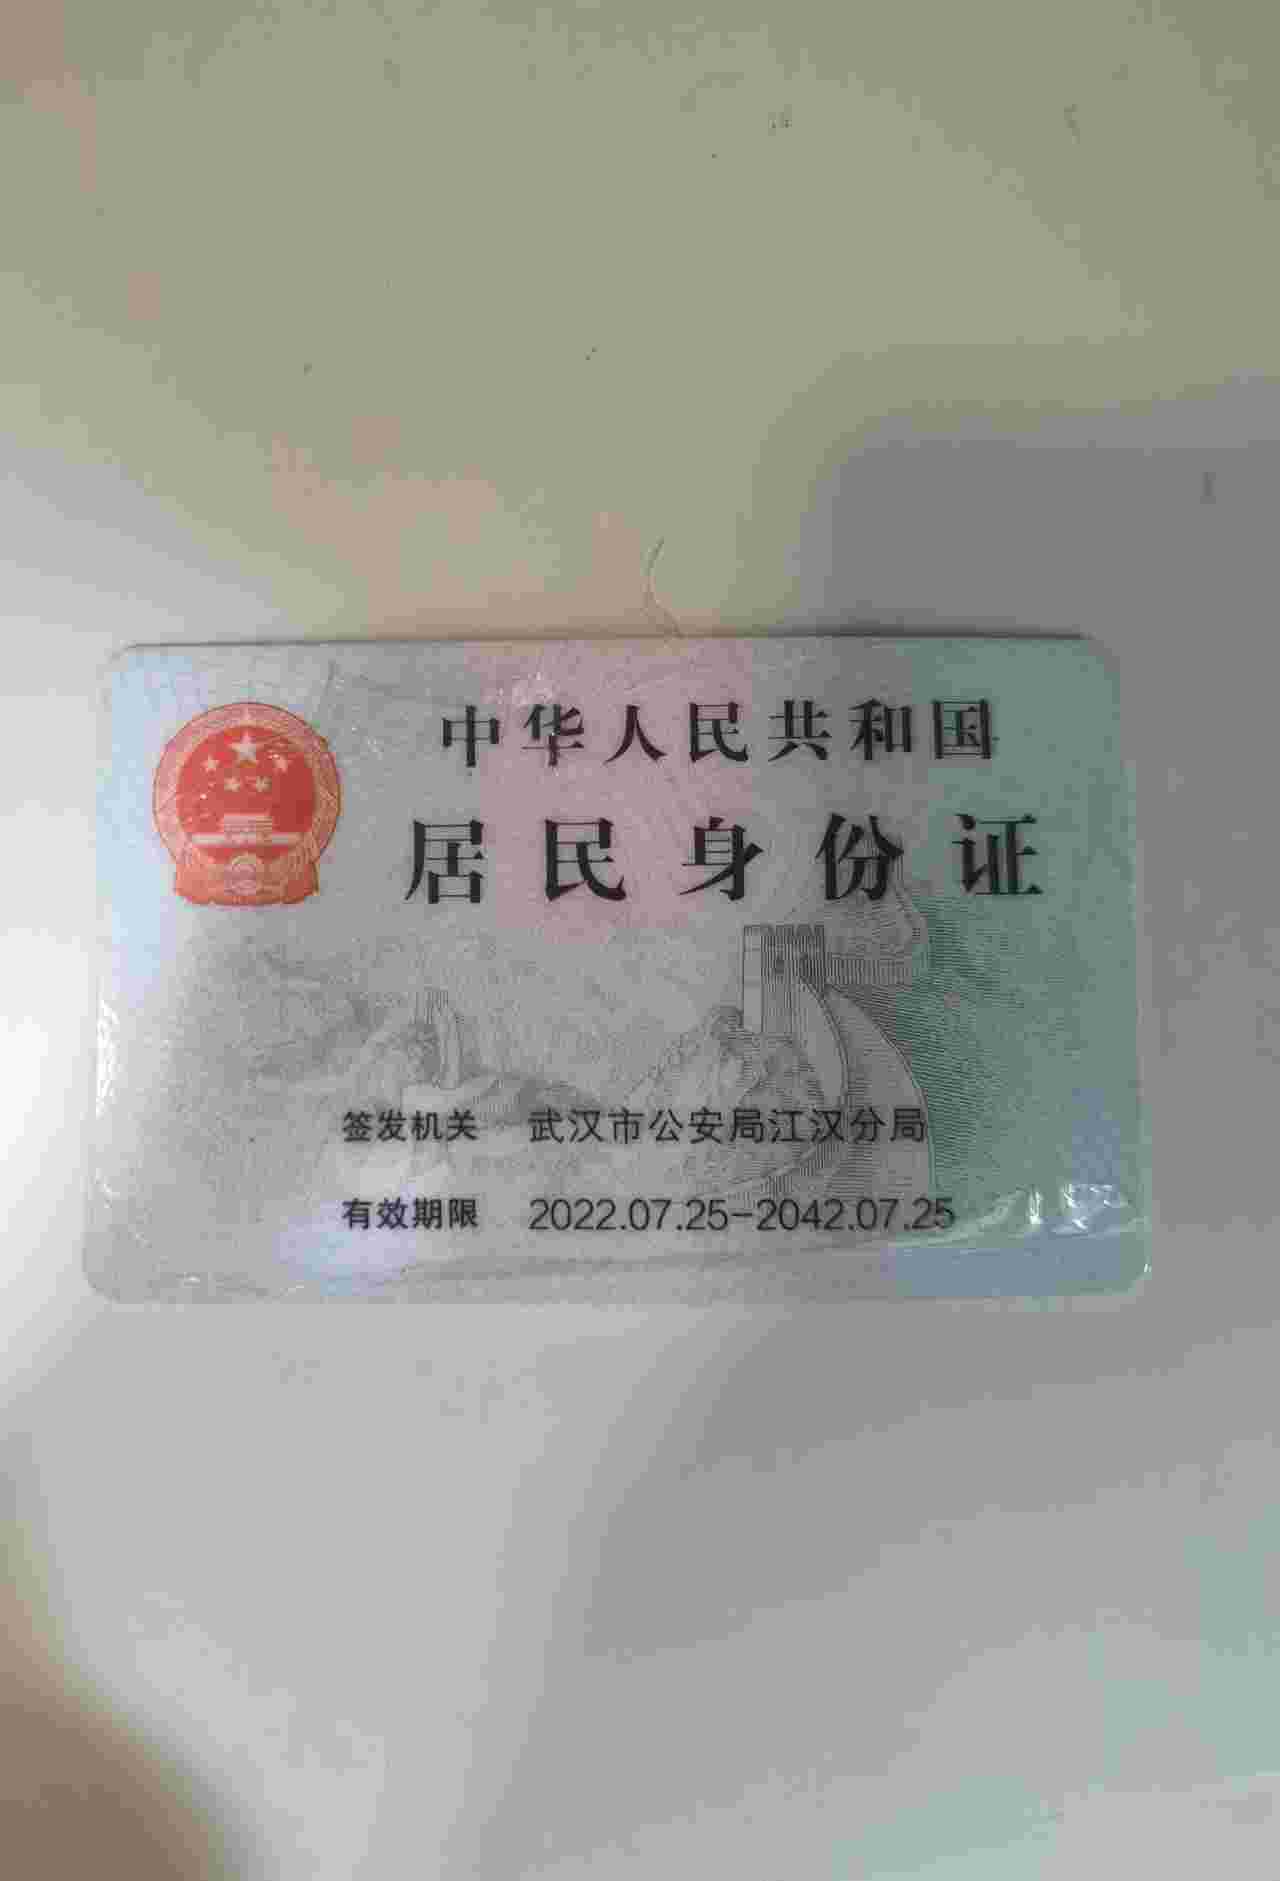 中华人民共和国
居民身份证
签发机关 武汉市公安局江汉分局
有效期限 2022.07.25-2042.07.25